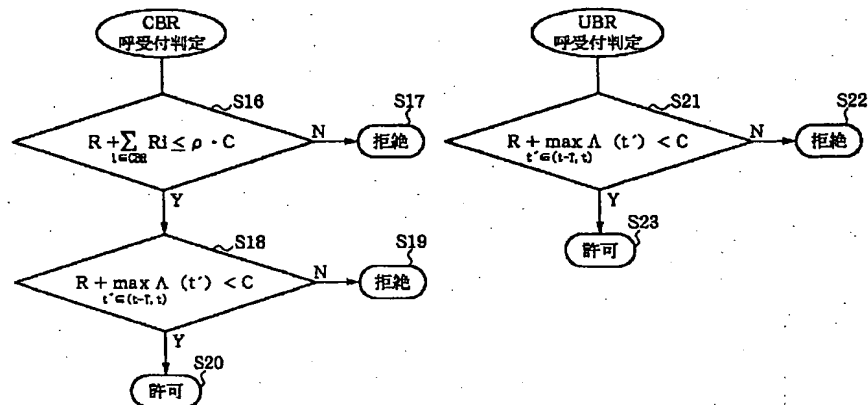 CBR
呼受付判定
S16
R + Σ Ri ≤ ρ・C
i∈CBR
N
S17
拒絶
Y
S18
R + max Λ (t´) < C
t´∈(t-T, t)
N
S19
拒絶
Y
S20
許可
UBR
呼受付判定
S21
R + max Λ (t´) < C
t´∈(t-T, t)
N
S22
拒絶
Y
S23
許可